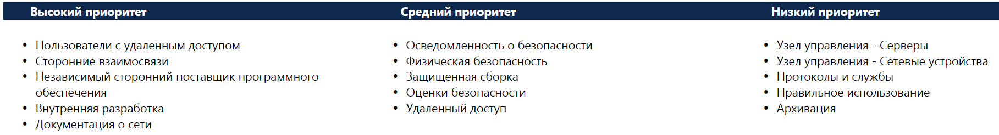 Высокий приоритет
Средний приоритет
Низкий приоритет
• Пользователи с удаленным доступом
• Сторонние взаимосвязи
• Независимый сторонний поставщик программного
обеспечения
• Внутренняя разработка
• Документация о сети
• Осведомленность о безопасности
• Физическая безопасность
• Защищенная сборка
• Оценки безопасности
• Удаленный доступ
• Узел управления - Серверы
• Узел управления - Сетевые устройства
• Протоколы и службы
• Правильное использование
• Архивация